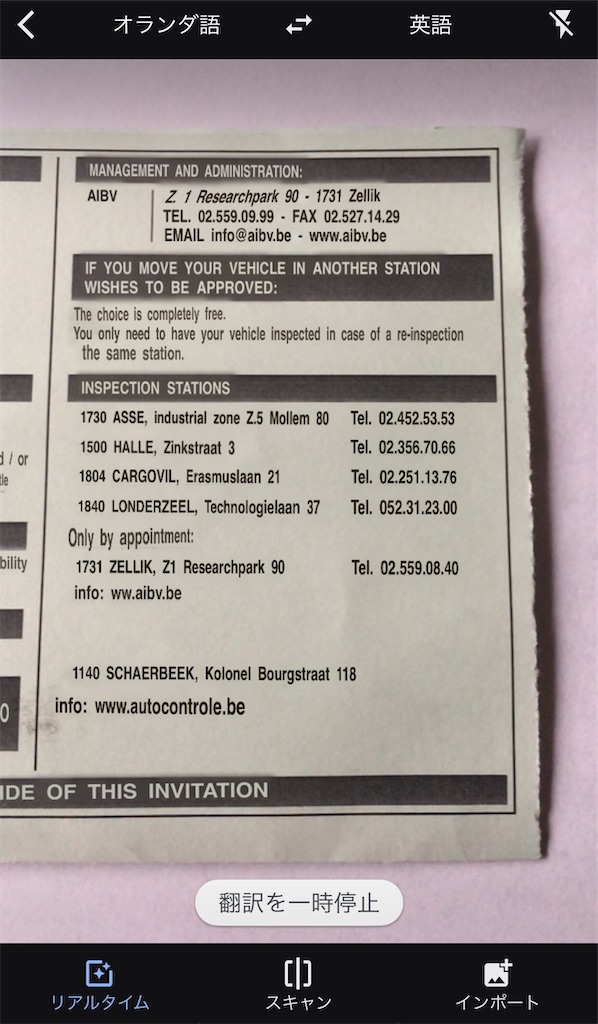 オランダ語
英語
MANAGEMENT AND ADMINISTRATION:
AIBV
Z. 1 Researchpark 90 - 1731 Zellik
TEL. 02.559.09.99 - FAX 02.527.14.29
EMAIL info@aibv.be - www.aibv.be
IF YOU MOVE YOUR VEHICLE IN ANOTHER STATION
WISHES TO BE APPROVED:
The choice is completely free.
You only need to have your vehicle inspected in case of a re-inspection
the same station.
INSPECTION STATIONS
1730 ASSE, industrial zone Z.5 Mollem 80 Tel. 02.452.53.53
1500 HALLE, Zinkstraat 3 Tel. 02.356.70.66
1804 CARGOVIL, Erasmuslaan 21 Tel. 02.251.13.76
1840 LONDERZEEL, Technologielaan 37 Tel. 052.31.23.00
Only by appointment:
1731 ZELLIK, Z1 Researchpark 90 Tel. 02.559.08.40
info: ww.aibv.be
1140 SCHAERBEEK, Kolonel Bourgstraat 118
info: www.autocontrole.be
d / or
bility
0
IDE OF THIS INVITATION
翻訳を一時停止
リアルタイム
スキャン
インポート